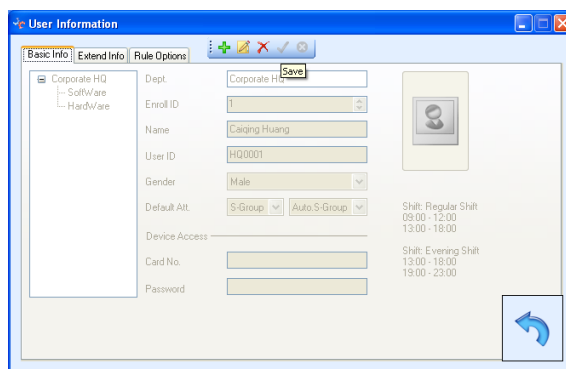 User Information
Basic Info
Extend Info
Rule Options
Save
Corporate HQ
SoftWare
HardWare
Dept.
Corporate HQ
Enroll ID
1
Name
Caiqing Huang
User ID
HQ0001
Gender
Male
Default Att.
S-Group
Auto.S-Group
Device Access
Card No.
Password
Shift: Regular Shift
09:00 - 12:00
13:00 - 18:00
Shift: Evening Shift
13:00 - 18:00
19:00 - 23:00